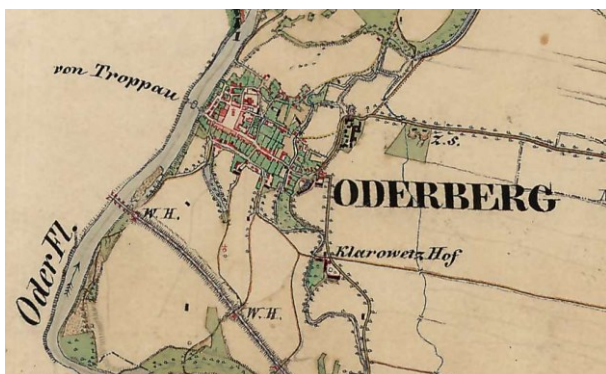 von Troppau
Z.S.
ODERBERG
W.H.
Klarowetz Hof
Oder Fl.
W.H.